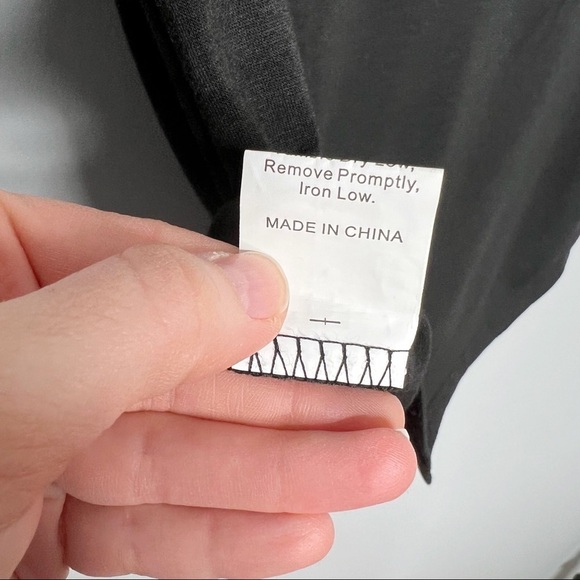 Remove Promptly,
Iron Low.
MADE IN CHINA